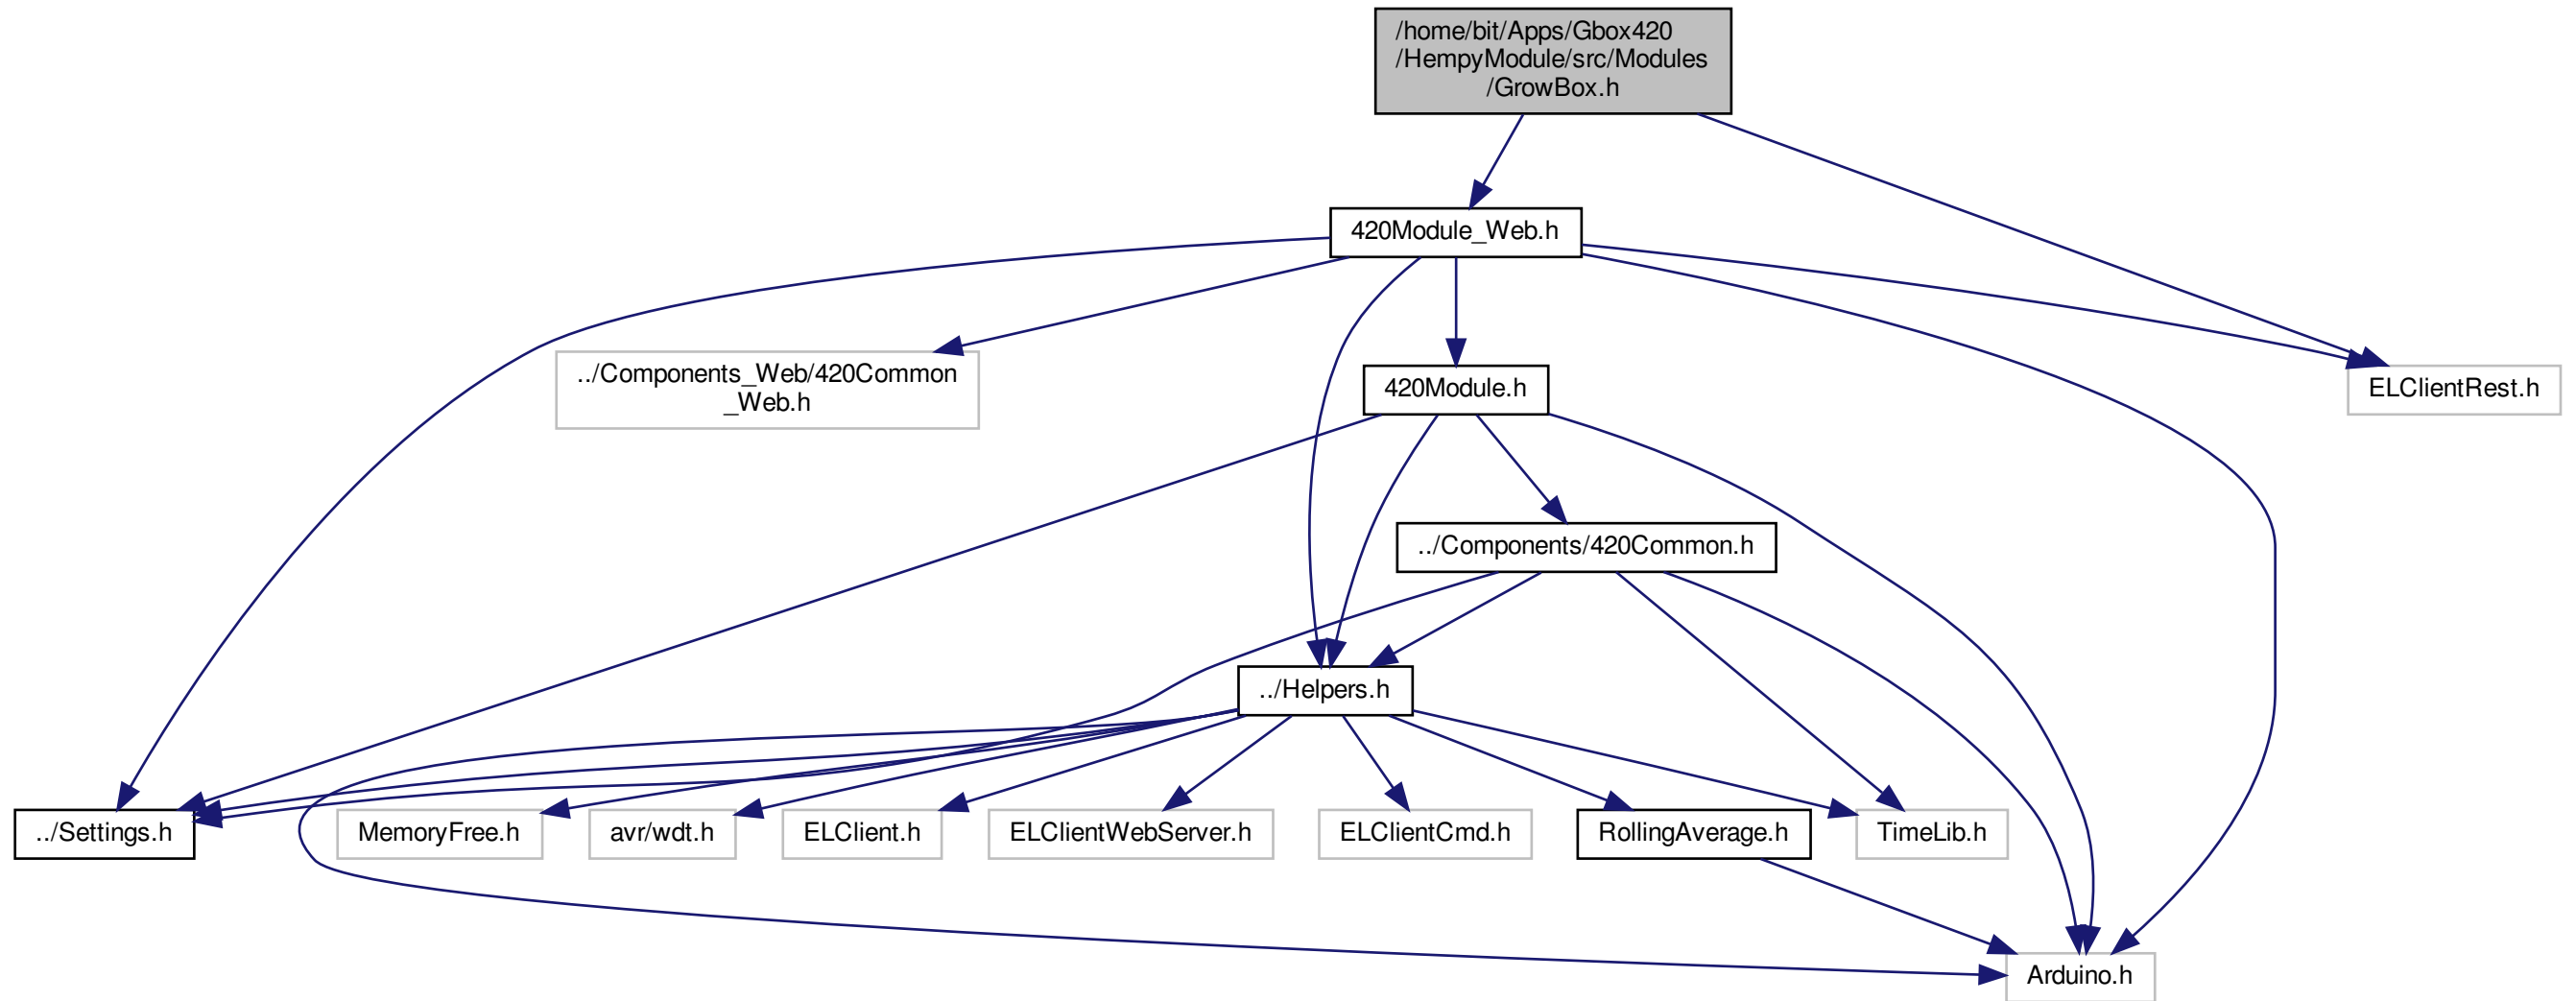 /home/bit/Apps/Gbox420
/HempyModule/src/Modules
/GrowBox.h
420Module_Web.h
../Components_Web/420Common
_Web.h
420Module.h
ELClientRest.h
../Components/420Common.h
../Helpers.h
../Settings.h
MemoryFree.h
avr/wdt.h
ELClient.h
ELClientWebServer.h
ELClientCmd.h
RollingAverage.h
TimeLib.h
Arduino.h